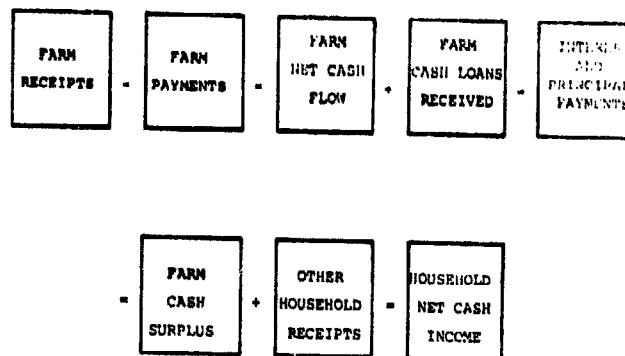 FARM
RECEIPTS
-
FARM
PAYMENTS
=
FARM
NET CASH
FLOW
+
FARM
CASH LOANS
RECEIVED
-
AND
PRINCIPAL
PAYMENTS
=
FARM
CASH
SURPLUS
+
OTHER
HOUSEHOLD
RECEIPTS
=
HOUSEHOLD
NET CASH
INCOME